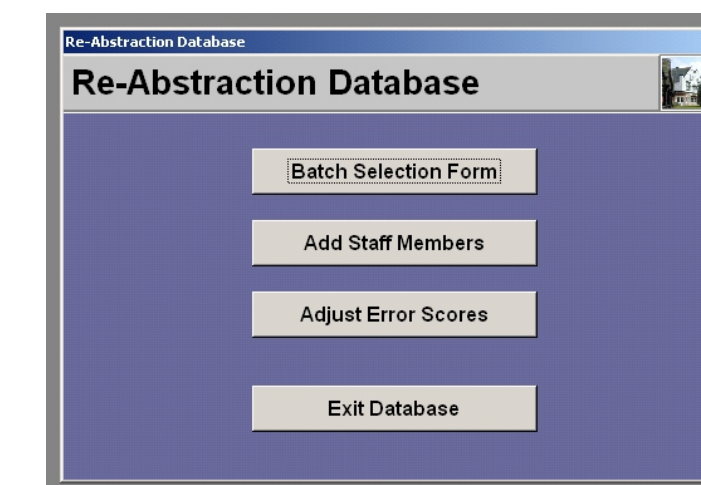 Re-Abstraction Database
Re-Abstraction Database
Batch Selection Form
Add Staff Members
Adjust Error Scores
Exit Database